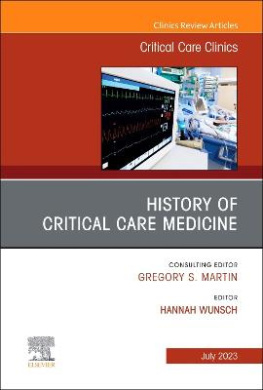 Clinics Review Articles
Critical Care Clinics
HISTORY OF
CRITICAL CARE MEDICINE
CONSULTING EDITOR
GREGORY S. MARTIN
EDITOR
HANNAH WUNSCH
ELSEVIER
July 2023